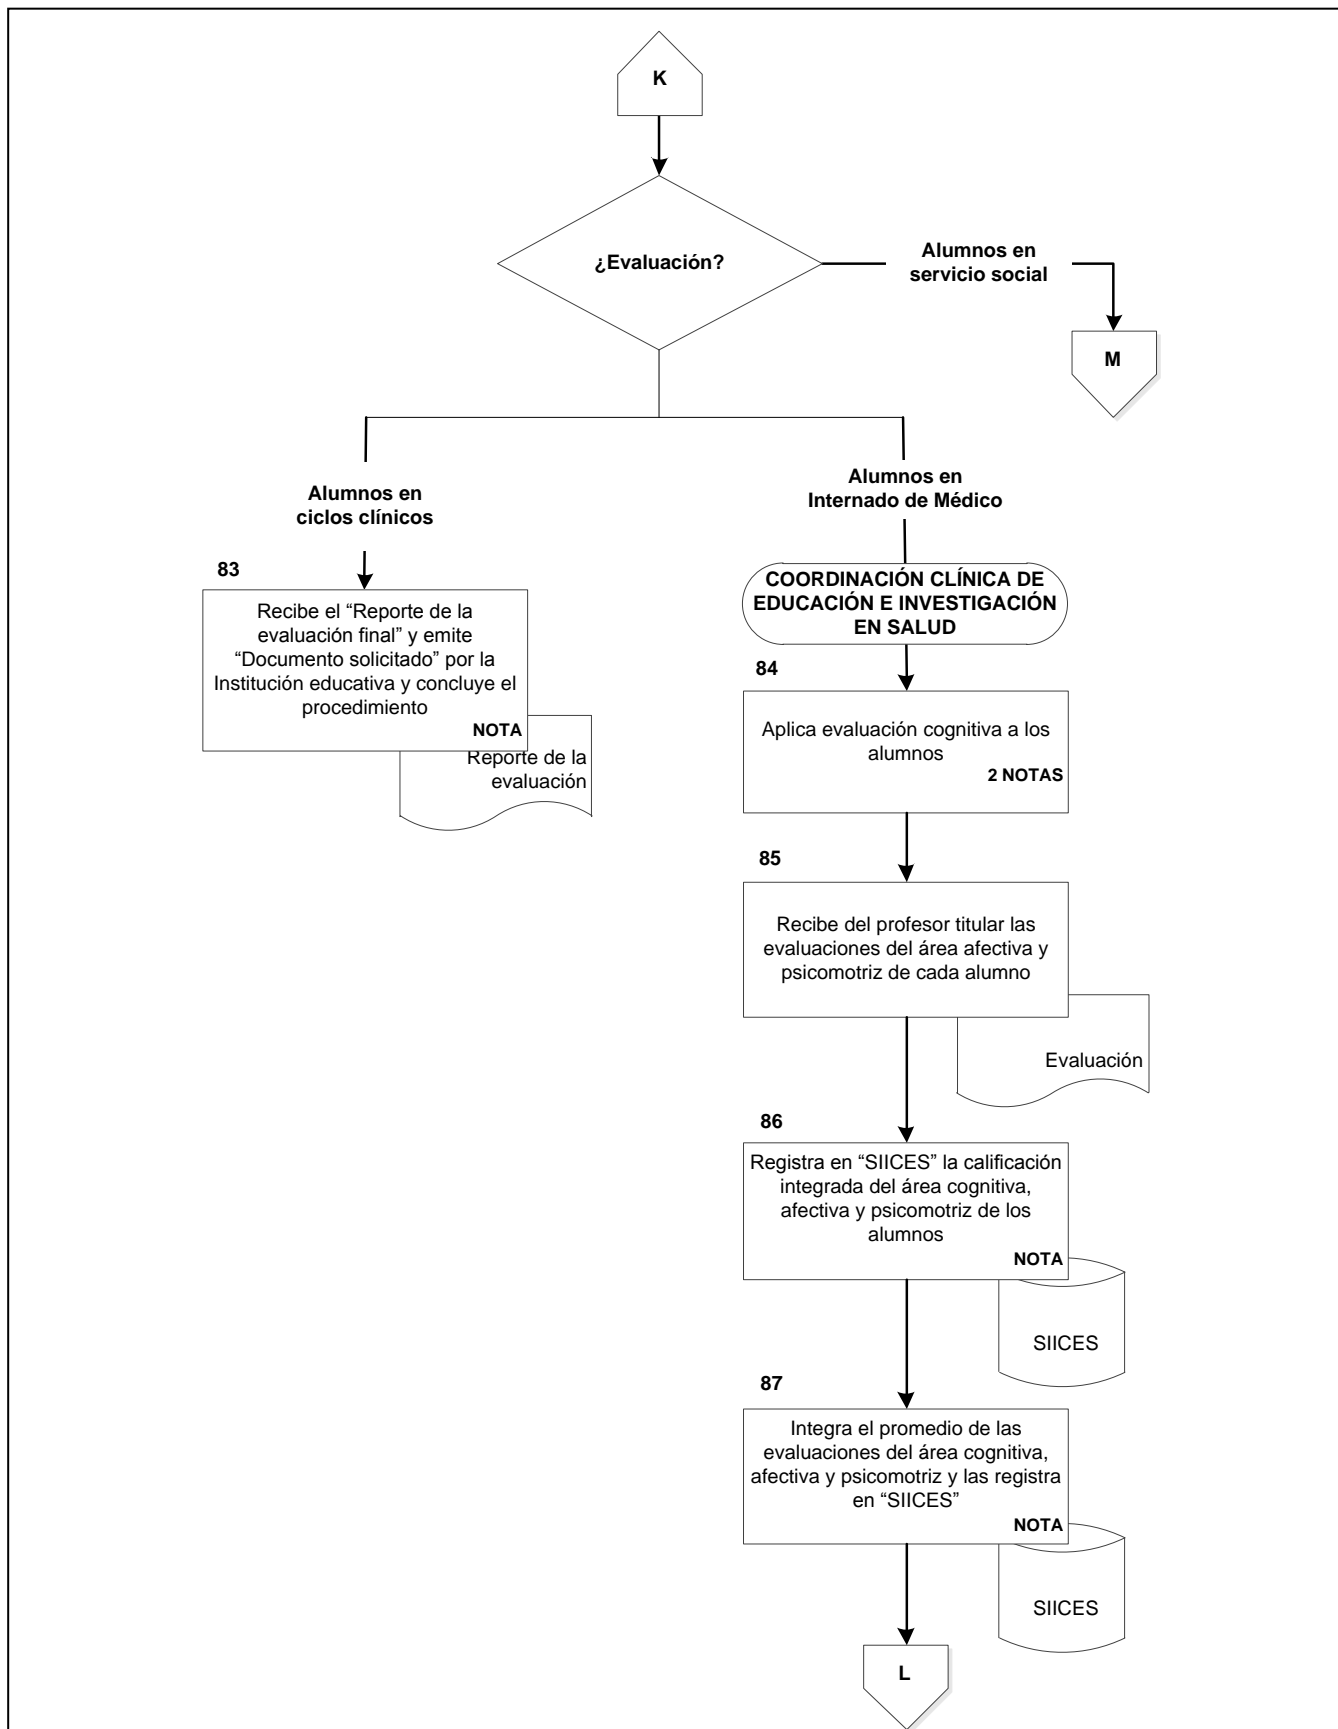 K
¿Evaluación?
Alumnos en
servicio social
M
Alumnos en
ciclos clínicos
83
Recibe el “Reporte de la
evaluación final” y emite
“Documento solicitado” por la
Institución educativa y concluye el
procedimiento
NOTA
Reporte de la
evaluación
Alumnos en
Internado de Médico
COORDINACIÓN CLÍNICA DE
EDUCACIÓN E INVESTIGACIÓN
EN SALUD
84
Aplica evaluación cognitiva a los
alumnos
2 NOTAS
85
Recibe del profesor titular las
evaluaciones del área afectiva y
psicomotriz de cada alumno
Evaluación
86
Registra en “SIICES” la calificación
integrada del área cognitiva,
afectiva y psicomotriz de los
alumnos
NOTA
SIICES
87
Integra el promedio de las
evaluaciones del área cognitiva,
afectiva y psicomotriz y las registra
en “SIICES”
NOTA
SIICES
L